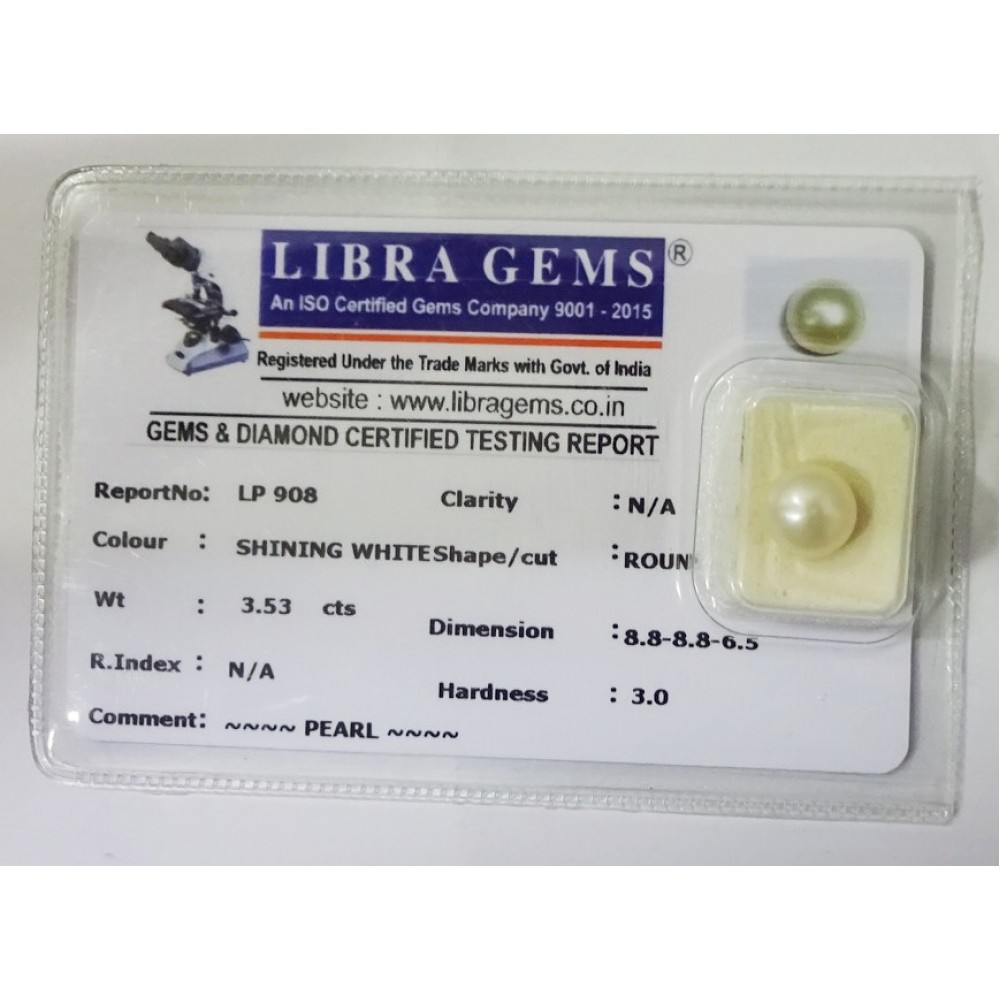 LIBRA GEMS ®
An ISO Certified Gems Company 9001 - 2015
Registered Under the Trade Marks with Govt. of India
website : www.libragems.co.in
GEMS & DIAMOND CERTIFIED TESTING REPORT
ReportNo: LP 908 Clarity : N/A
Colour : SHINING WHITE Shape/cut : ROUN
Wt : 3.53 cts Dimension : 8.8-8.8-6.5
R.Index : N/A Hardness : 3.0
Comment: ~~~~ PEARL ~~~~